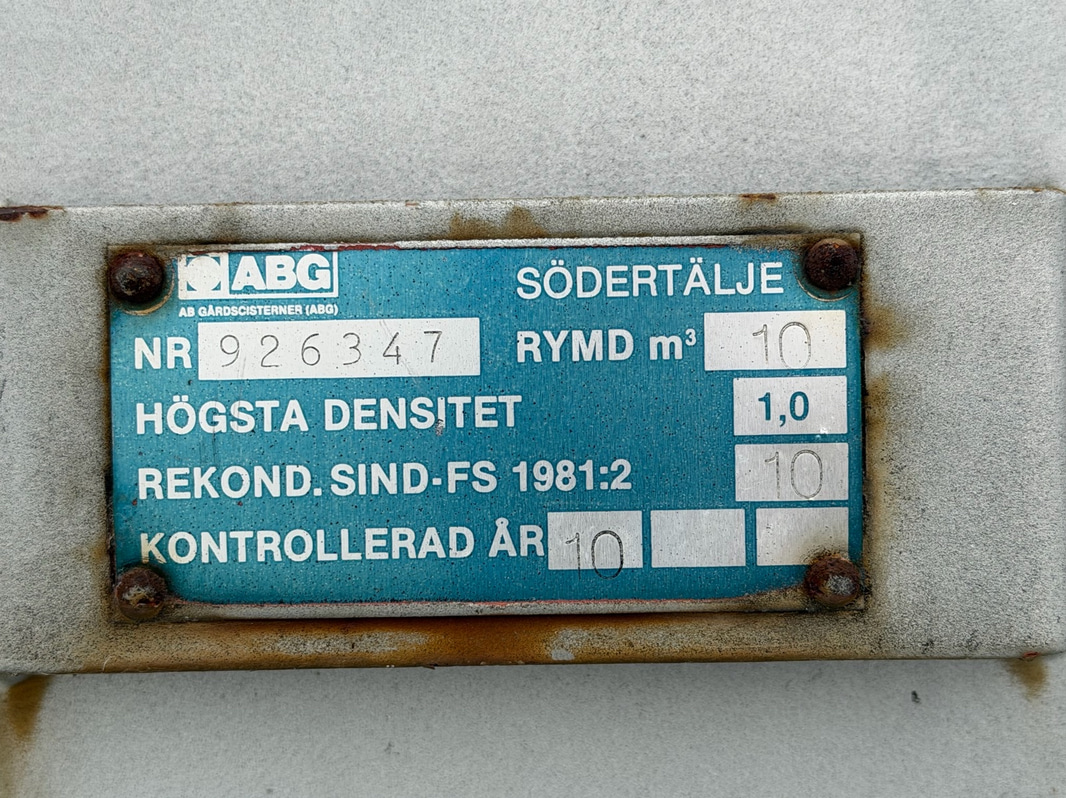 ABG SÖDERTÄLJE
AB GÅRDSCISTERNER (ABG)
NR 926347 RYMD m³ 10
HÖGSTA DENSITET 1,0
REKOND. SIND-FS 1981:2 10
KONTROLLERAD ÅR 10